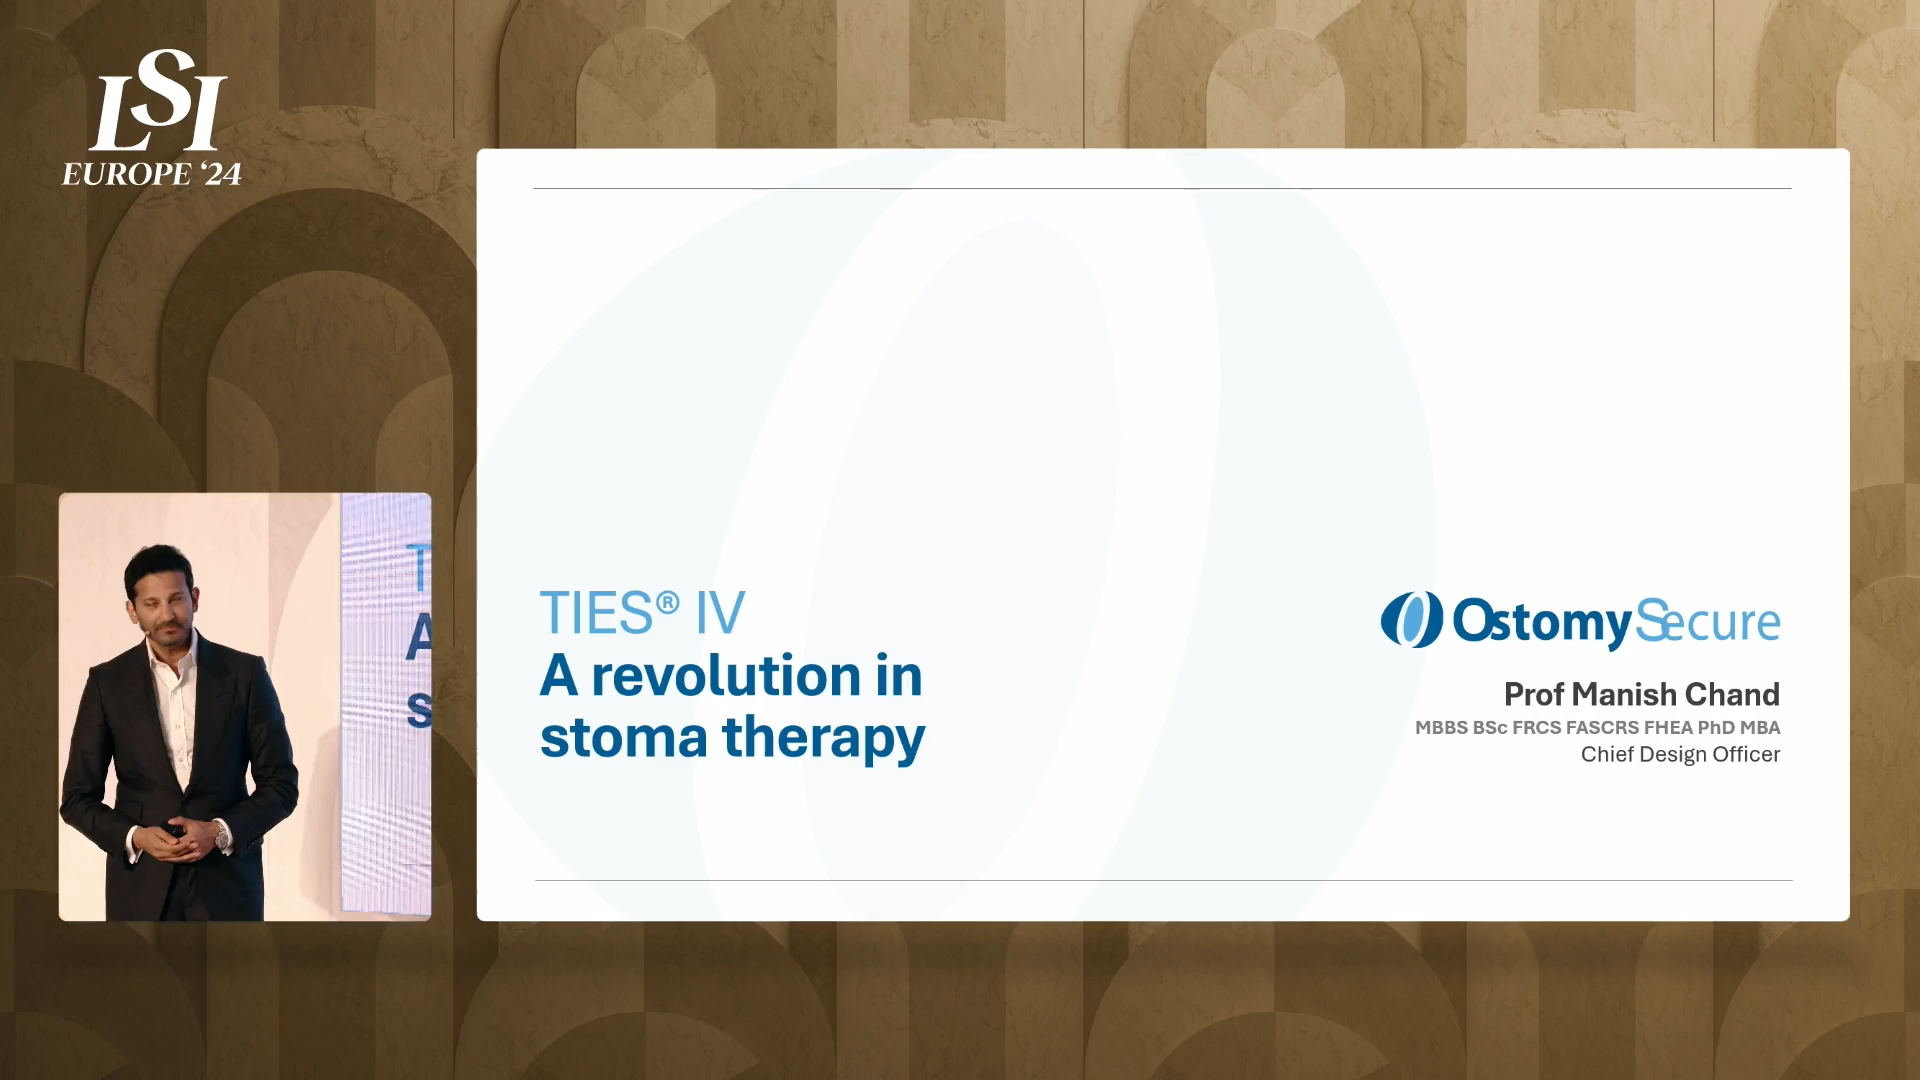 LSI
EUROPE ‘24
TIES® IV
A revolution in
stoma therapy
OstomySecure
Prof Manish Chand
MBBS BSc FRCS FASCRS FHEA PhD MBA
Chief Design Officer
T
A
s